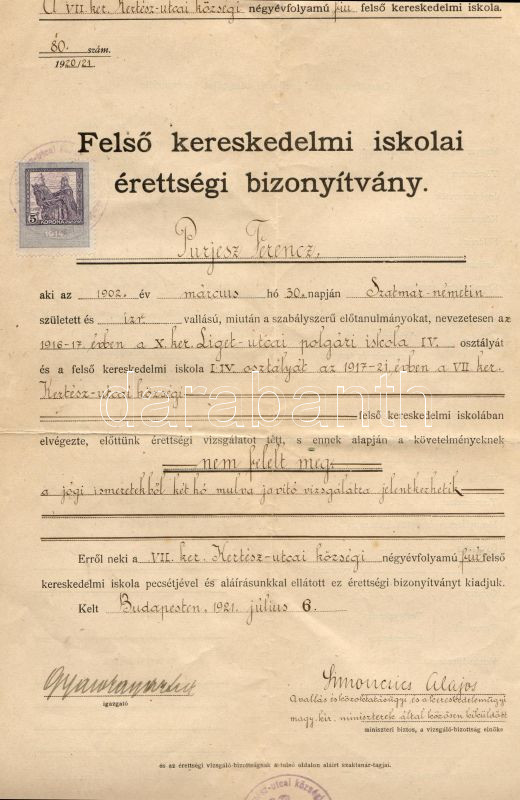 A VII. ker. Kertész-utcai községi négyévfolyamú fiú felső kereskedelmi iskola.
80. szám.
1920/21
Felső kereskedelmi iskolai
érettségi bizonyítvány.
5 KORONA
1914
Purjesz Ferencz,
aki az 1902. év március hó 30. napján Szatmár-németin
született és izr. vallású, miután a szabályszerű előtanulmányokat, nevezetesen az
1916-17. évben a X. ker. Liget-utcai polgári iskola IV. osztályát
és a felső kereskedelmi iskola I-IV. osztályát az 1917-21 évben a VII. ker.
Kertész-utcai községi
felső kereskedelmi iskolában
elvégezte, előttünk érettségi vizsgálatot tett, s ennek alapján a követelményeknek
nem felelt meg.
a jogi ismeretekből két hó mulva javító vizsgálatra jelentkezhetik
Erről neki a VII. ker. Kertész-utcai községi négyévfolyamú fiú felső
kereskedelmi iskola pecsétjével és aláírásunkkal ellátott ez érettségi bizonyítványt kiadjuk.
Kelt Budapesten, 1921. július 6.
igazgató
Simoncsics Alajos
A vallás és közoktatásügyi, és a kereskedelemügyi
magy. kir. miniszterek által közösen kiküldött
miniszteri biztos, a vizsgáló-bizottság elnöke
és az érettségi vizsgáló-bizottságnak a tulsó oldalon aláirt szaktanár-tagjai.
darabanth